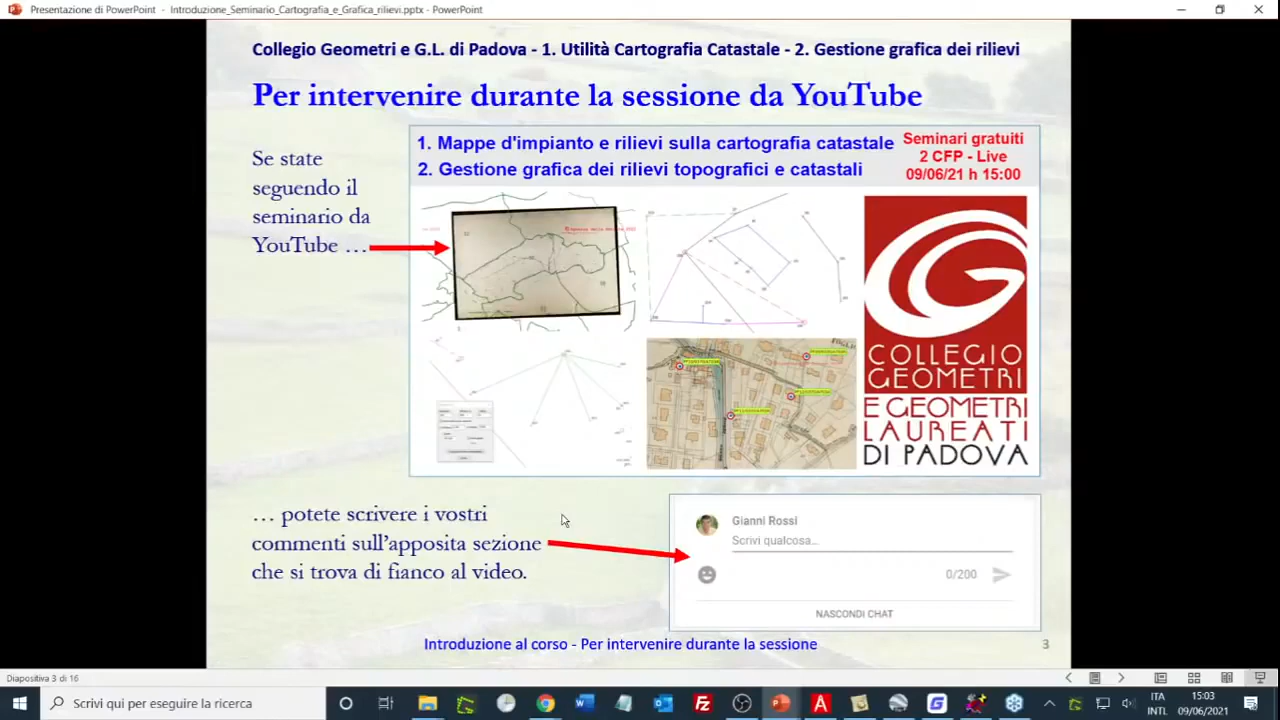 Presentazione di PowerPoint - Introduzione_Seminario_Cartografia_e_Grafica_rilievi.pptx - PowerPoint
Collegio Geometri e G.L. di Padova - 1. Utilità Cartografia Catastale - 2. Gestione grafica dei rilievi
Per intervenire durante la sessione da YouTube
Se state
seguendo il
seminario da
YouTube …
1. Mappe d'impianto e rilievi sulla cartografia catastale
2. Gestione grafica dei rilievi topografici e catastali
Seminari gratuiti
2 CFP - Live
09/06/21 h 15:00
COLLEGIO
GEOMETRI
E GEOMETRI
LAUREATI
DI PADOVA
… potete scrivere i vostri
commenti sull’apposita sezione
che si trova di fianco al video.
Gianni Rossi
Scrivi qualcosa...
0/200
NASCONDI CHAT
Introduzione al corso - Per intervenire durante la sessione
3
Diapositiva 3 di 16
Scrivi qui per eseguire la ricerca
ITA
INTL
15:03
09/06/2021